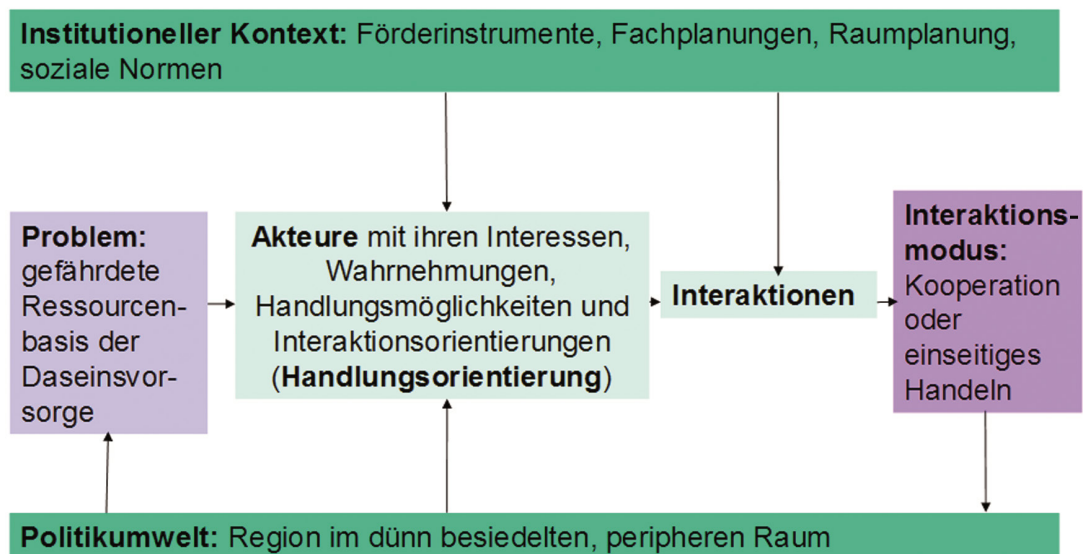 Institutioneller Kontext: Förderinstrumente, Fachplanungen, Raumplanung,
soziale Normen
Problem:
gefährdete
Ressourcen-
basis der
Daseinsvor-
sorge
Akteure mit ihren Interessen,
Wahrnehmungen,
Handlungsmöglichkeiten und
Interaktionsorientierungen
(Handlungsorientierung)
Interaktionen
Interaktions-
modus:
Kooperation
oder
einseitiges
Handeln
Politikumwelt: Region im dünn besiedelten, peripheren Raum